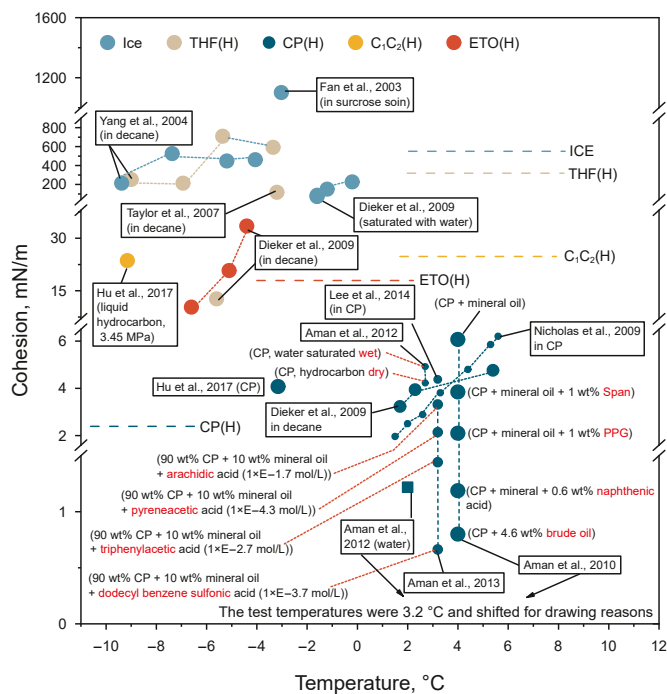 Ice
THF(H)
CP(H)
C₁C₂(H)
ETO(H)
Cohesion, mN/m
1600
1100
800
600
400
200
30
15
6
4
2
1
0
Fan et al., 2003
(in surcrose soin)
Yang et al., 2004
(in decane)
ICE
THF(H)
Taylor et al., 2007
(in decane)
Dieker et al., 2009
(saturated with water)
Dieker et al., 2009
(in decane)
C₁C₂(H)
ETO(H)
Hu et al., 2017
(liquid
hydrocarbon,
3.45 MPa)
Lee et al.,
2014
(in CP)
(CP + mineral oil)
Aman et al.,
2012
Nicholas et al., 2009
in CP
(CP, water saturated wet)
(CP, hydrocarbon dry)
Hu et al., 2017 (CP)
(CP + mineral oil + 1 wt% Span)
Dieker et al., 2009
in decane
CP(H)
(CP + mineral oil + 1 wt% PPG)
(90 wt% CP + 10 wt% mineral oil
+ arachidic acid (1×E−1.7 mol/L))
(90 wt% CP + 10 wt% mineral oil
+ pyreneacetic acid (1×E−4.3 mol/L))
(CP + mineral + 0.6 wt% naphthenic
acid)
(90 wt% CP + 10 wt% mineral oil
+ triphenylacetic acid (1×E−2.7 mol/L))
Aman et al.,
2012 (water)
(CP + 4.6 wt% brude oil)
(90 wt% CP + 10 wt% mineral oil
+ dodecyl benzene sulfonic acid (1×E−3.7 mol/L))
Aman et al., 2013
Aman et al., 2010
The test temperatures were 3.2 °C and shifted for drawing reasons
−10
−8
−6
−4
−2
0
2
4
6
8
10
12
Temperature, °C